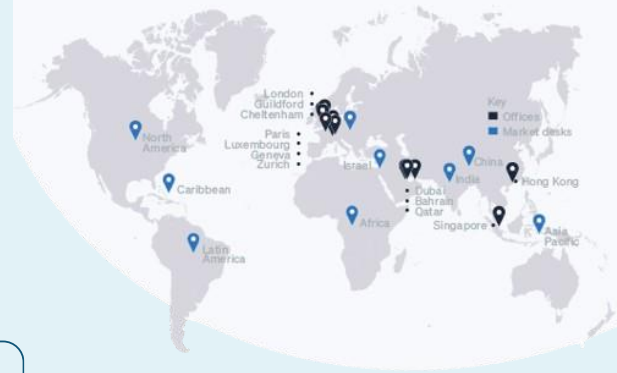 London
Guildford
Cheltenham
Paris
Luxembourg
Geneva
Zurich
Key
Offices
Market desks
North
America
Caribbean
Latin
America
Israel
Africa
Dubai
Bahrain
Qatar
China
India
Hong Kong
Singapore
Asia
Pacific